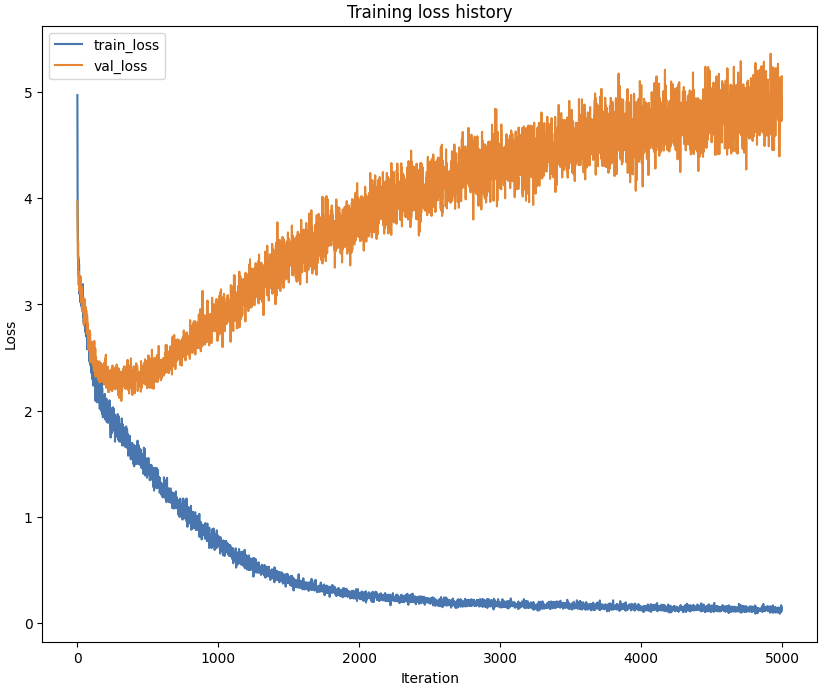 Training loss history
train_loss
val_loss
5
4
3
2
1
0
Loss
0 1000 2000 3000 4000 5000
Iteration